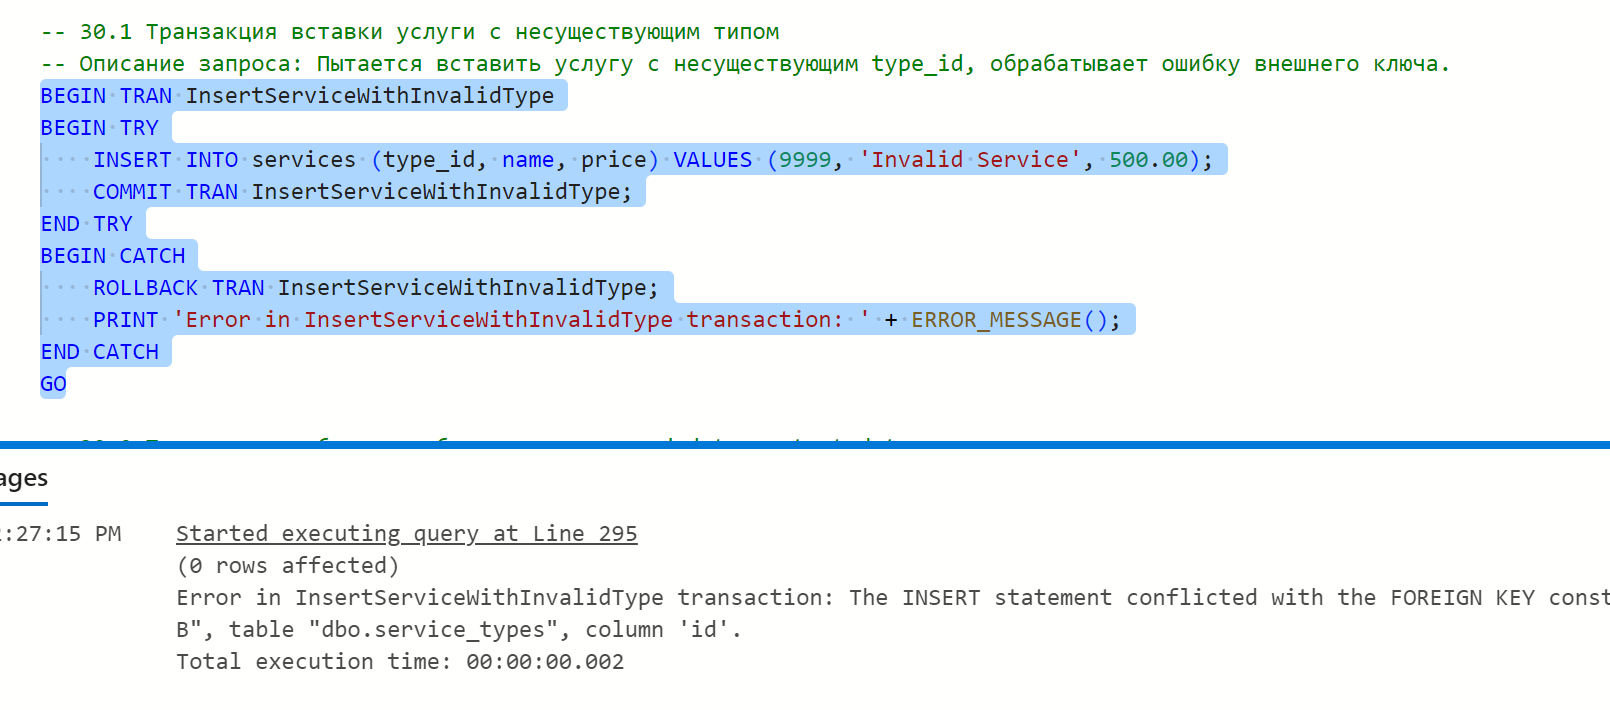 -- 30.1 Транзакция вставки услуги с несуществующим типом
-- Описание запроса: Пытается вставить услугу с несуществующим type_id, обрабатывает ошибку внешнего ключа.
BEGIN TRAN InsertServiceWithInvalidType
BEGIN TRY
    INSERT INTO services (type_id, name, price) VALUES (9999, 'Invalid Service', 500.00);
    COMMIT TRAN InsertServiceWithInvalidType;
END TRY
BEGIN CATCH
    ROLLBACK TRAN InsertServiceWithInvalidType;
    PRINT 'Error in InsertServiceWithInvalidType transaction: ' + ERROR_MESSAGE();
END CATCH
GO
ages
:27:15 PM Started executing query at Line 295
(0 rows affected)
Error in InsertServiceWithInvalidType transaction: The INSERT statement conflicted with the FOREIGN KEY const
B", table "dbo.service_types", column 'id'.
Total execution time: 00:00:00.002